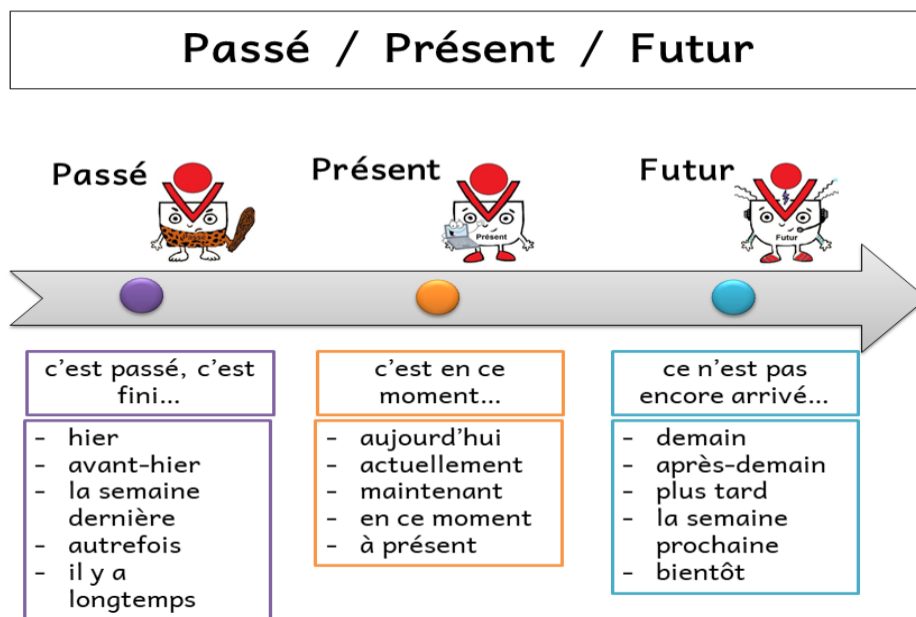 Passé / Présent / Futur
Passé
Présent
Futur
Passé
Présent
Futur
c'est passé, c'est
fini...
- hier
- avant-hier
- la semaine
dernière
- autrefois
- il y a
longtemps
c'est en ce
moment...
- aujourd'hui
- actuellement
- maintenant
- en ce moment
- à présent
ce n'est pas
encore arrivé...
- demain
- après-demain
- plus tard
- la semaine
prochaine
- bientôt